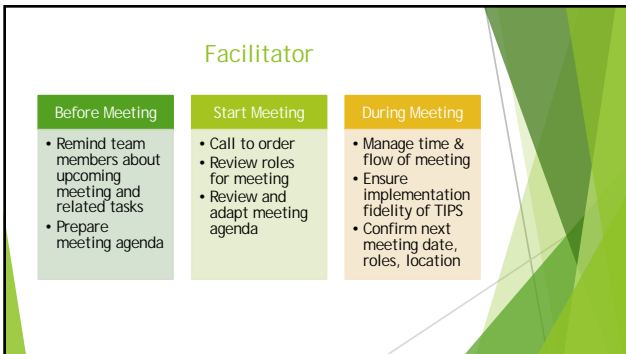 Facilitator
Before Meeting
• Remind team
members about
upcoming
meeting and
related tasks
• Prepare
meeting agenda
Start Meeting
• Call to order
• Review roles
for meeting
• Review and
adapt meeting
agenda
During Meeting
• Manage time &
flow of meeting
• Ensure
implementation
fidelity of TIPS
• Confirm next
meeting date,
roles, location